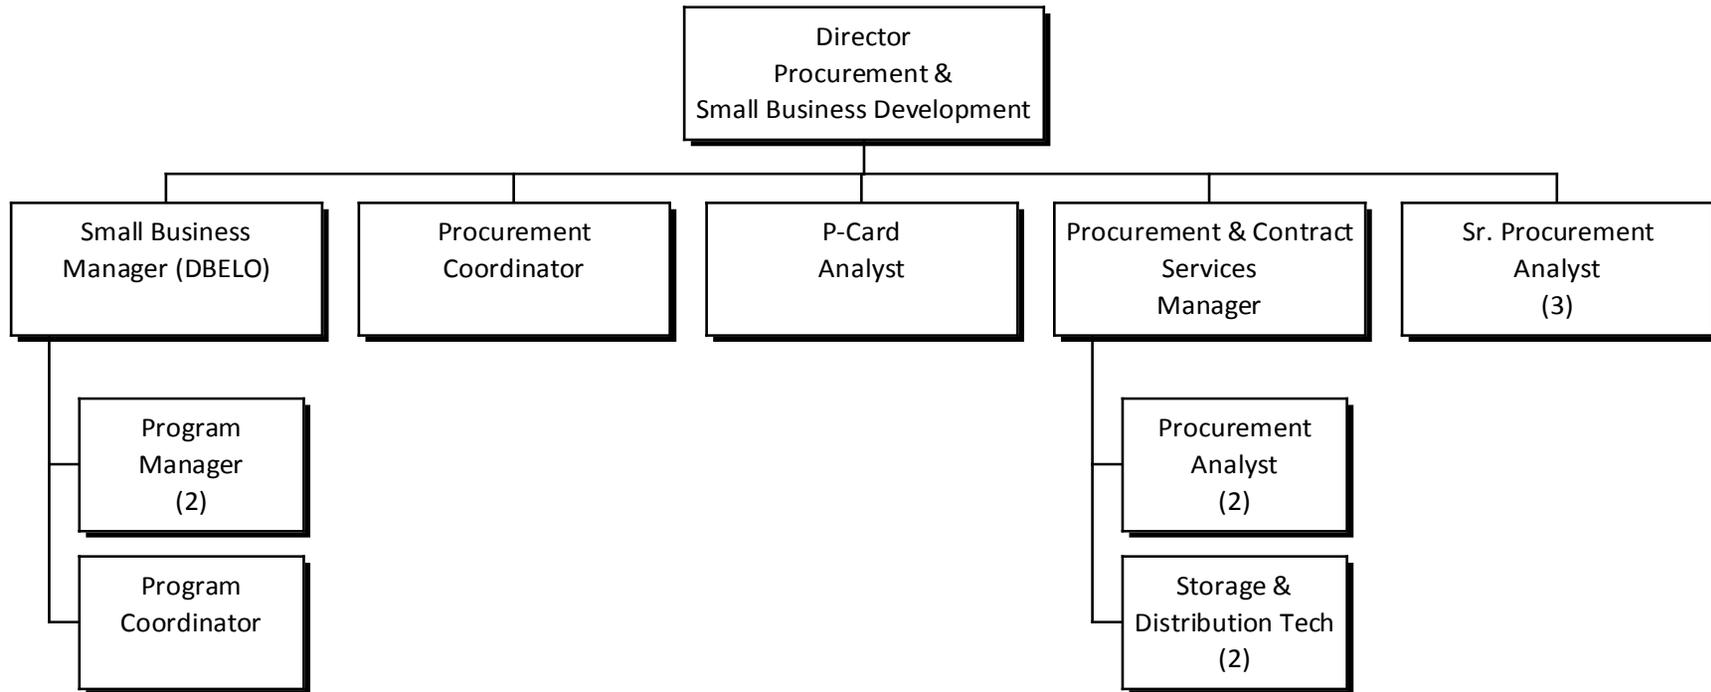 Director
Procurement &
Small Business Development
Small Business
Manager (DBELO)
Procurement
Coordinator
P-Card
Analyst
Procurement & Contract
Services
Manager
Sr. Procurement
Analyst
(3)
Program
Manager
(2)
Program
Coordinator
Procurement
Analyst
(2)
Storage &
Distribution Tech
(2)